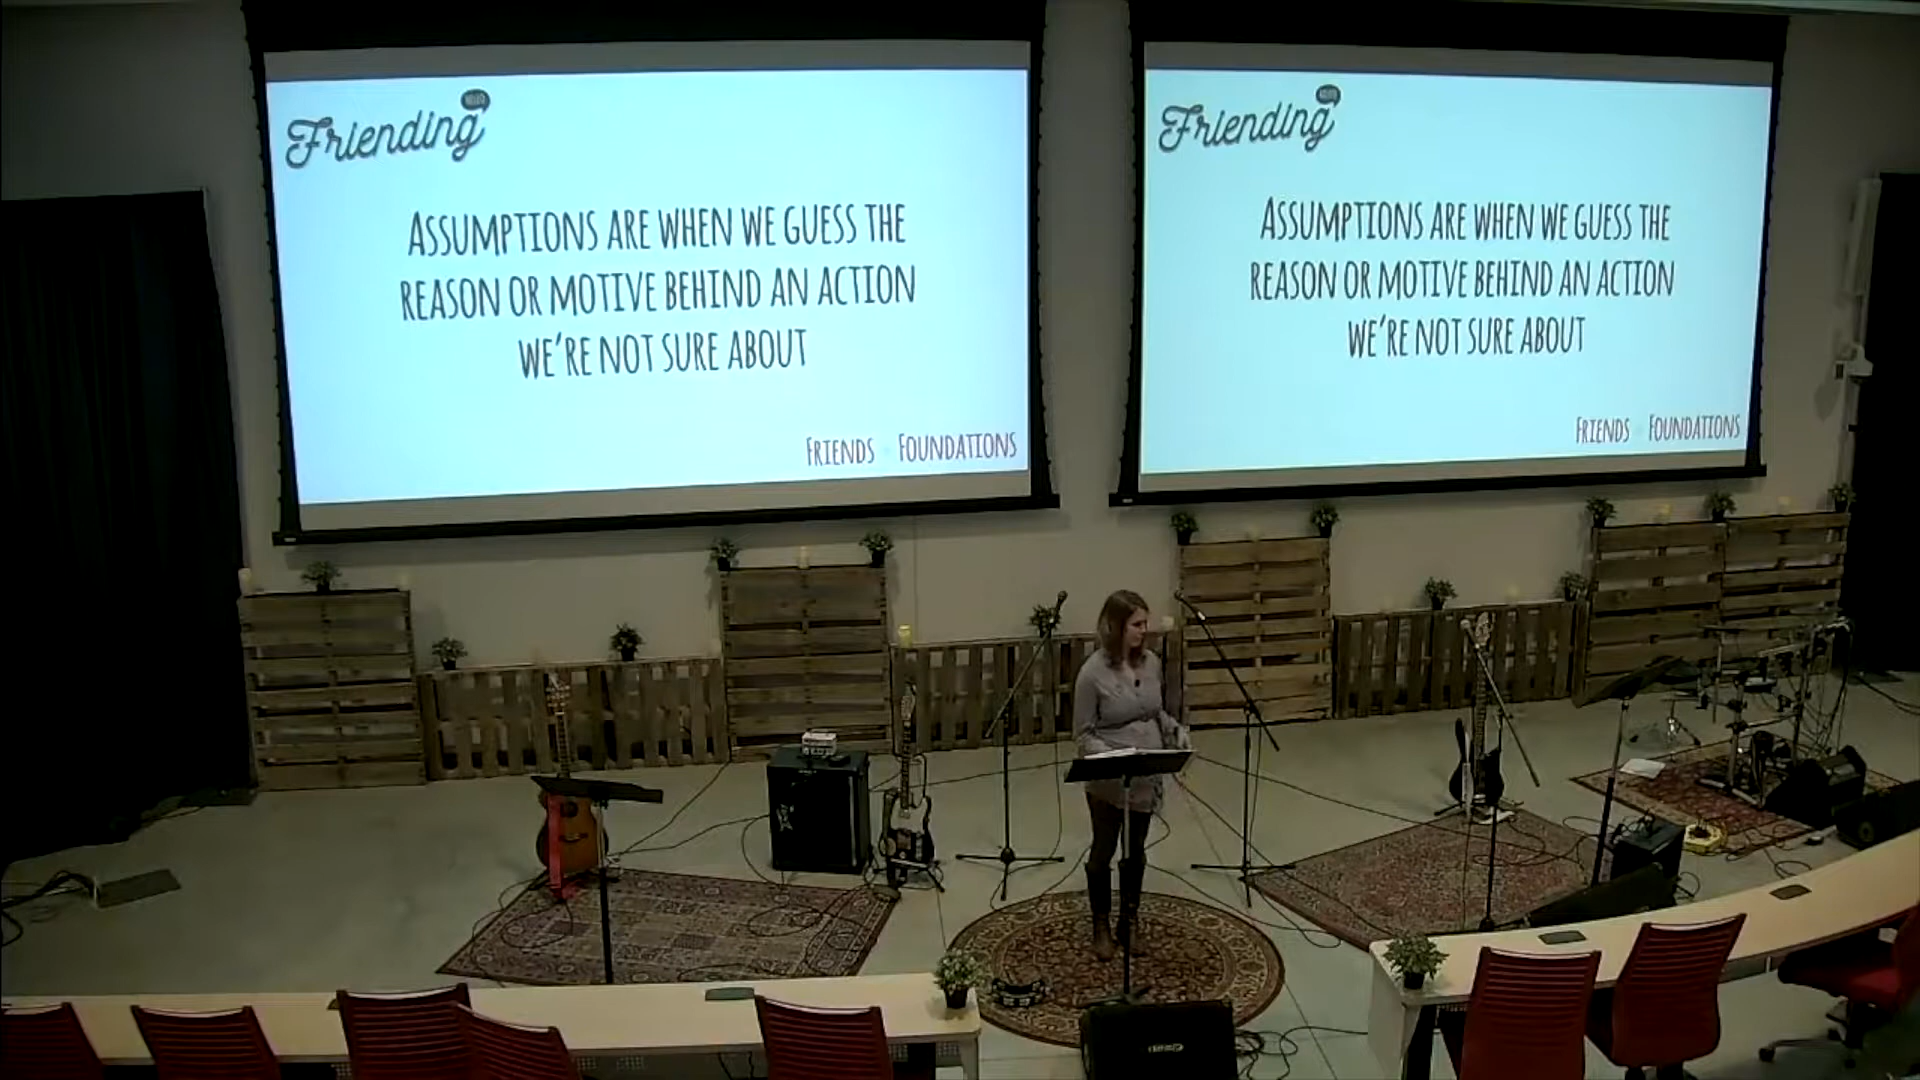 HELLO
Friending
ASSUMPTIONS ARE WHEN WE GUESS THE
REASON OR MOTIVE BEHIND AN ACTION
WE'RE NOT SURE ABOUT
FRIENDS FOUNDATIONS
HELLO
Friending
ASSUMPTIONS ARE WHEN WE GUESS THE
REASON OR MOTIVE BEHIND AN ACTION
WE'RE NOT SURE ABOUT
FRIENDS FOUNDATIONS